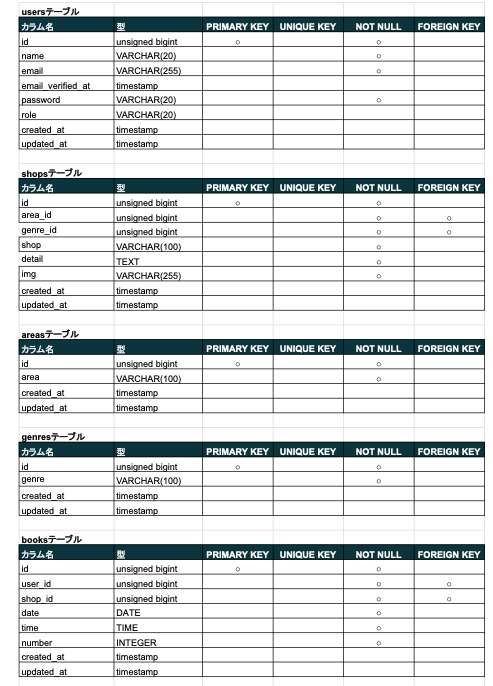 usersテーブル
カラム名 型 PRIMARY KEY UNIQUE KEY NOT NULL FOREIGN KEY
id unsigned bigint ○ ○
name VARCHAR(20) ○
email VARCHAR(255) ○
email_verified_at timestamp
password VARCHAR(20) ○
role VARCHAR(20)
created_at timestamp
updated_at timestamp
shopsテーブル
カラム名 型 PRIMARY KEY UNIQUE KEY NOT NULL FOREIGN KEY
id unsigned bigint ○ ○
area_id unsigned bigint ○ ○
genre_id unsigned bigint ○ ○
shop VARCHAR(100) ○
detail TEXT ○
img VARCHAR(255) ○
created_at timestamp
updated_at timestamp
areasテーブル
カラム名 型 PRIMARY KEY UNIQUE KEY NOT NULL FOREIGN KEY
id unsigned bigint ○ ○
area VARCHAR(100) ○
created_at timestamp
updated_at timestamp
genresテーブル
カラム名 型 PRIMARY KEY UNIQUE KEY NOT NULL FOREIGN KEY
id unsigned bigint ○ ○
genre VARCHAR(100) ○
created_at timestamp
updated_at timestamp
booksテーブル
カラム名 型 PRIMARY KEY UNIQUE KEY NOT NULL FOREIGN KEY
id unsigned bigint ○ ○
user_id unsigned bigint ○ ○
shop_id unsigned bigint ○ ○
date DATE ○
time TIME ○
number INTEGER ○
created_at timestamp
updated_at timestamp